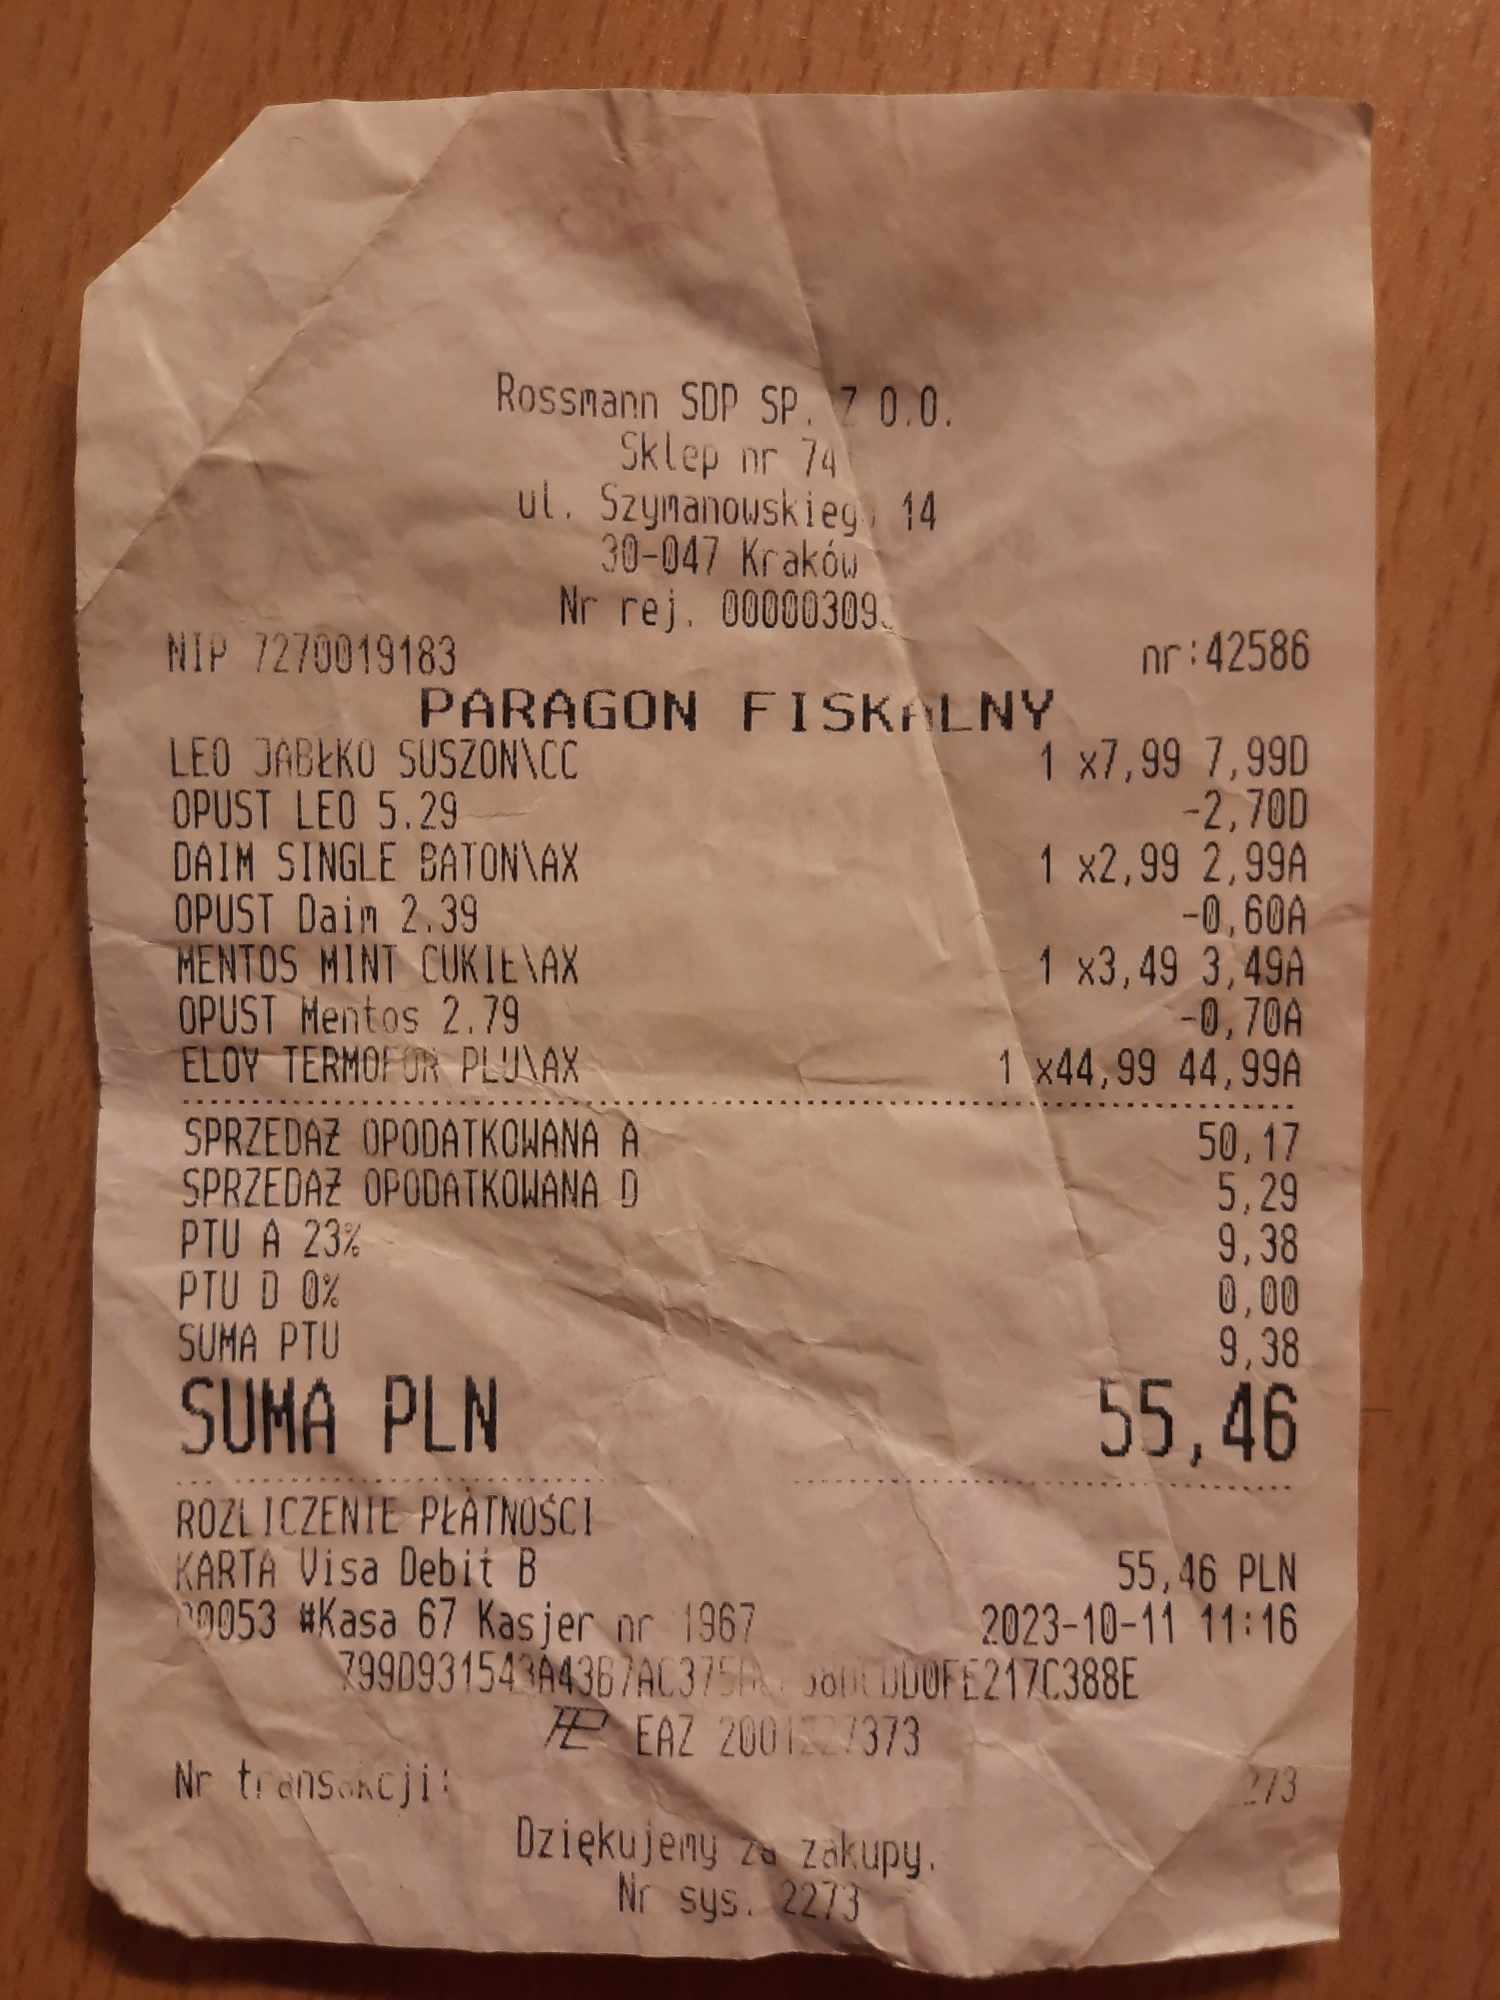 Rossmann SDP SP. Z O.O.
Sklep nr 74
ul. Szymanowskiego 14
30-047 Kraków
Nr rej.
NIP 7270019183 nr:42586
PARAGON FISKALNY
LEO JABŁKO SUSZON\CC 1 x7,99 7,99D
OPUST LEO 5.29 -2,70D
DAIM SINGLE BATON\AX 1 x2,99 2,99A
OPUST Daim 2.39 -0,60A
MENTOS MINT CUKIE\AX 1 x3,49 3,49A
OPUST Mentos 2.79 -0,70A
ELOY TERMOFOR PLU\AX 1 x44,99 44,99A
SPRZEDAŻ OPODATKOWANA A 50,17
SPRZEDAŻ OPODATKOWANA D 5,29
PTU A 23% 9,38
PTU D 0% 0,00
SUMA PTU 9,38
SUMA PLN 55,46
ROZLICZENIE PŁATNOŚCI
KARTA Visa Debit B 55,46 PLN
00053 #Kasa 67 Kasjer nr 1967 2023-10-11 11:16
EAZ
Nr transakcji:
Dziękujemy za zakupy.
Nr sys. 2273